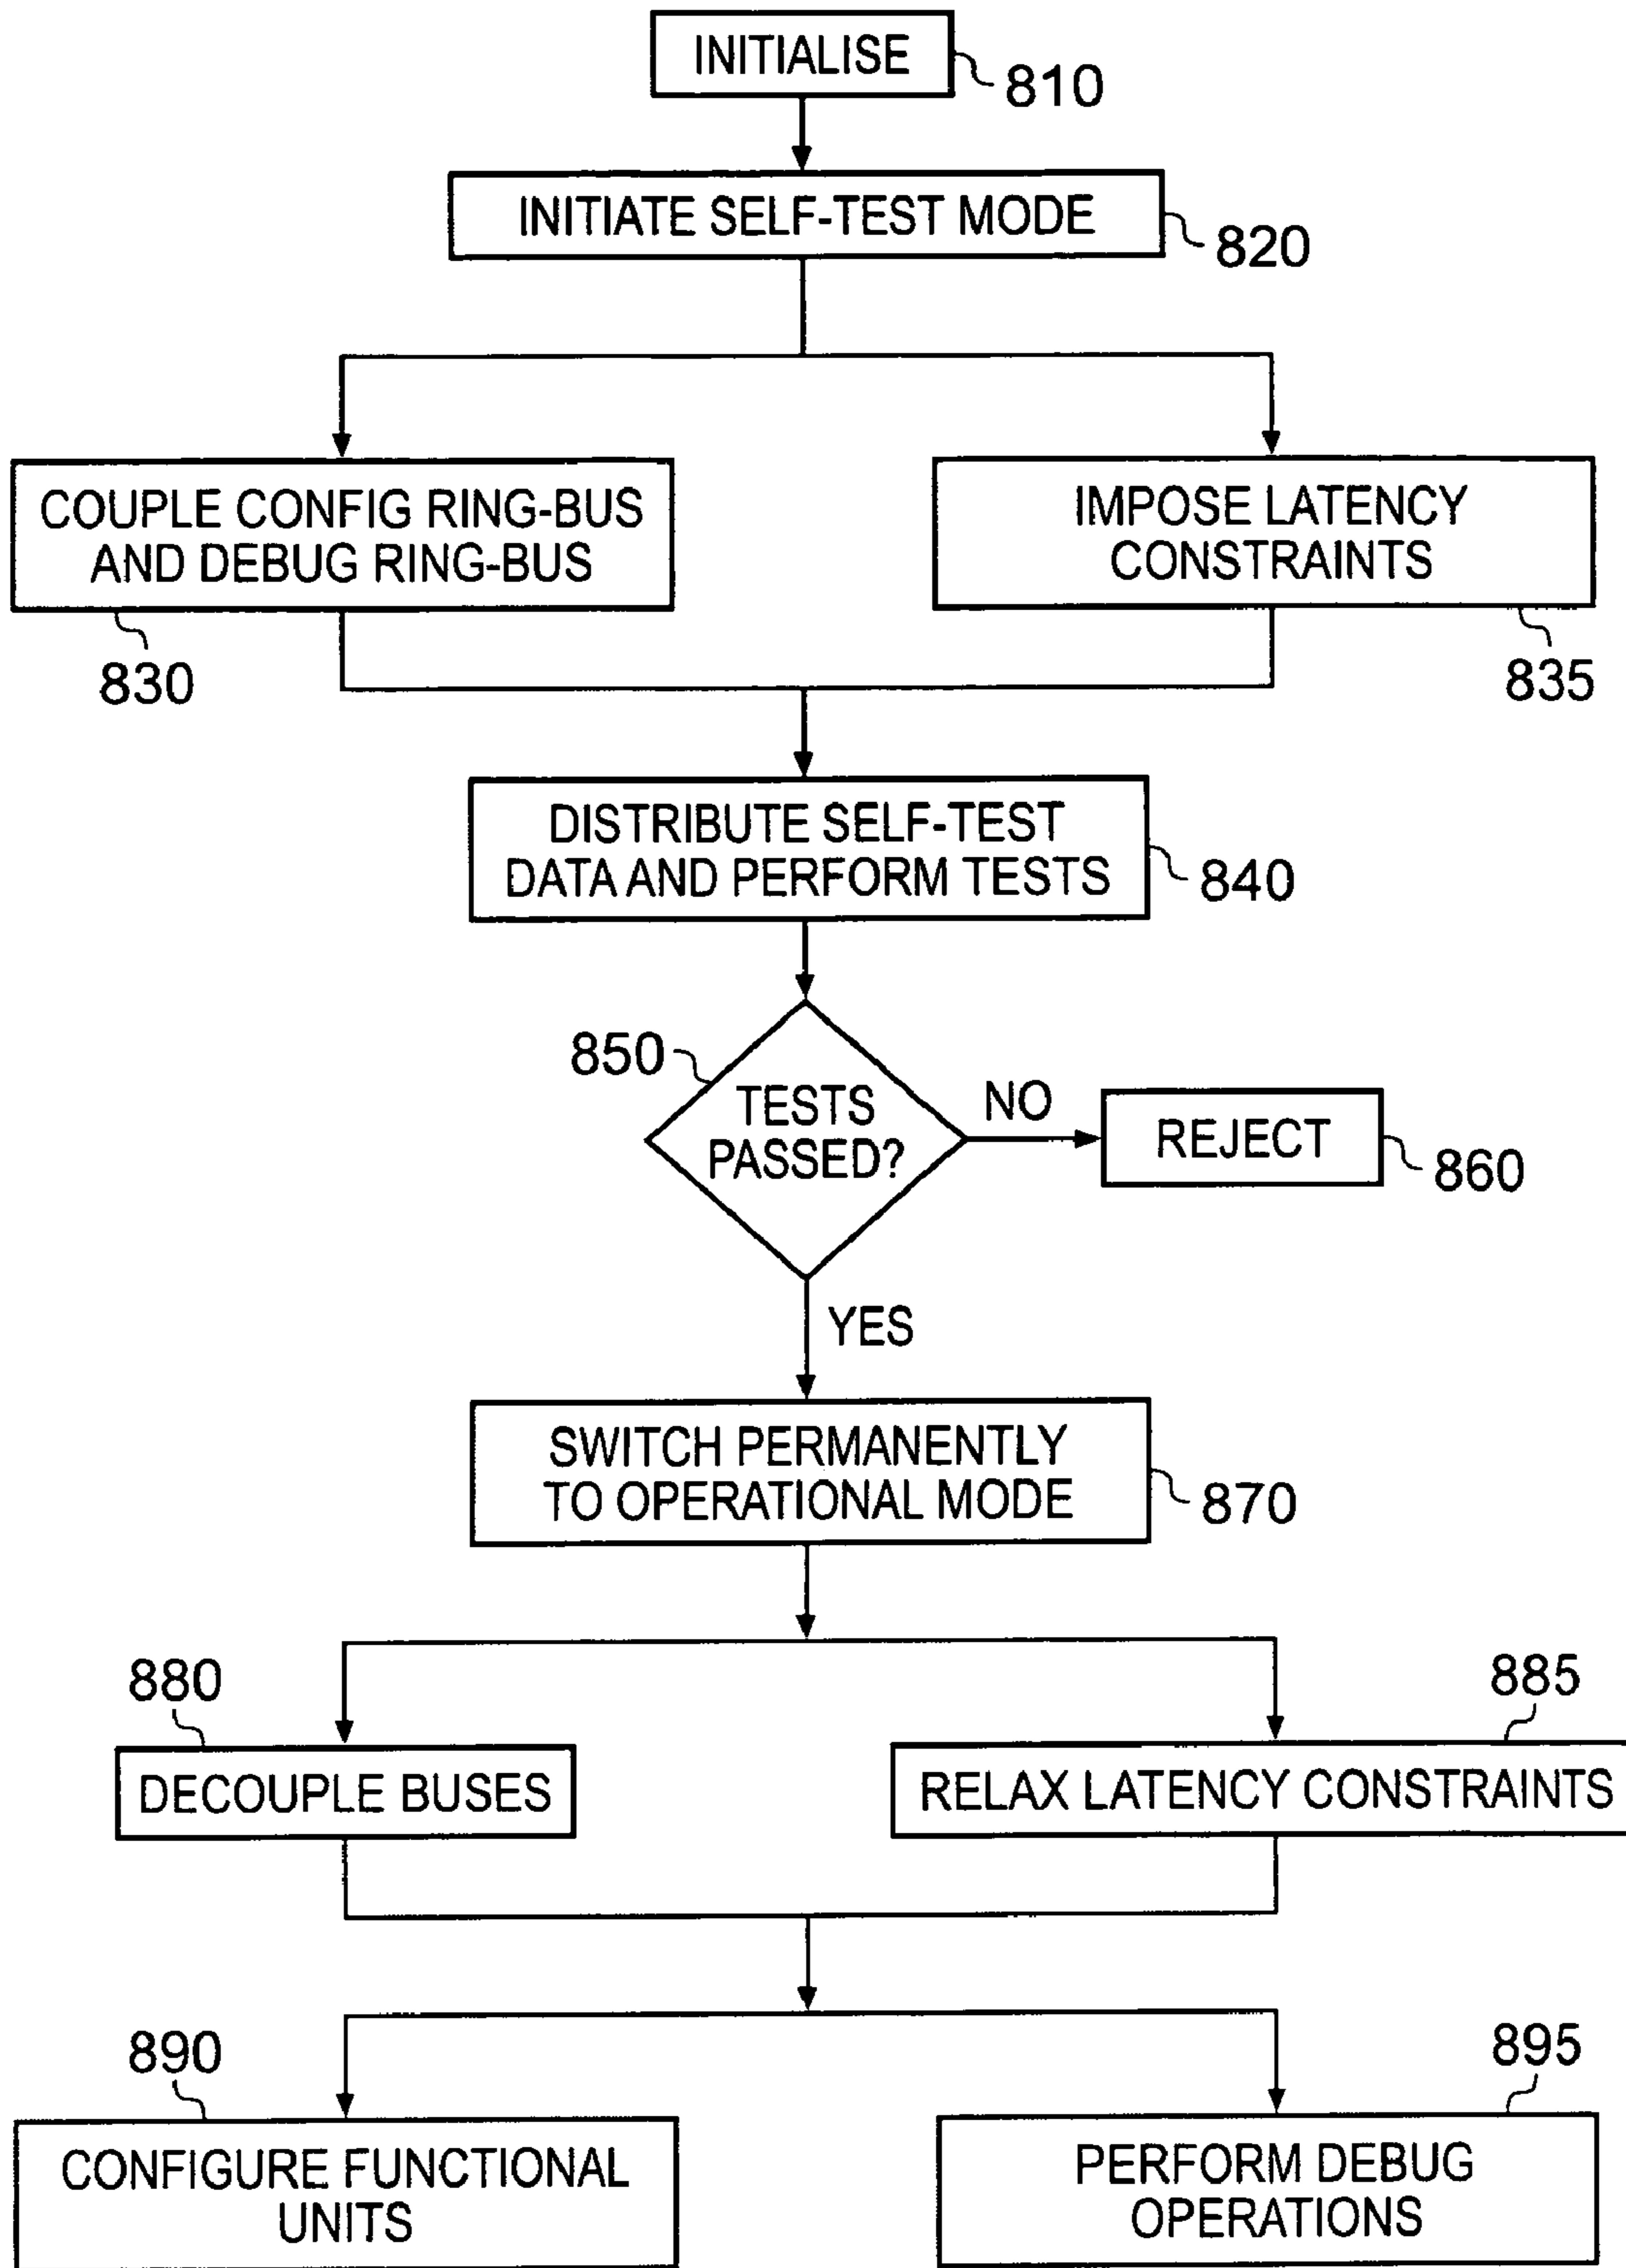 INITIALISE
810
INITIATE SELF-TEST MODE
820
COUPLE CONFIG RING-BUS
AND DEBUG RING-BUS
830
IMPOSE LATENCY
CONSTRAINTS
835
DISTRIBUTE SELF-TEST
DATA AND PERFORM TESTS
840
850
TESTS
PASSED?
NO
REJECT
860
YES
SWITCH PERMANENTLY
TO OPERATIONAL MODE
870
880
DECOUPLE BUSES
885
RELAX LATENCY CONSTRAINTS
890
CONFIGURE FUNCTIONAL
UNITS
895
PERFORM DEBUG
OPERATIONS